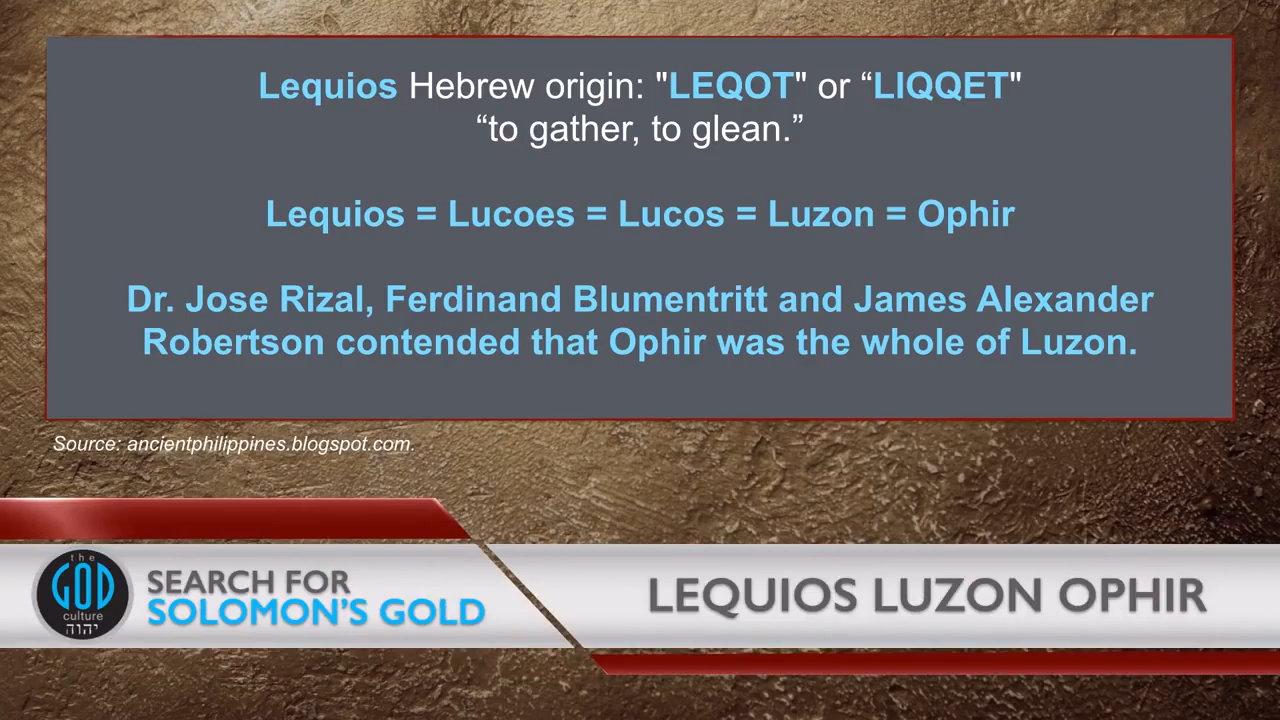 Lequios Hebrew origin: "LEQOT" or “LIQQET"
“to gather, to glean.”
Lequios = Lucoes = Lucos = Luzon = Ophir
Dr. Jose Rizal, Ferdinand Blumentritt and James Alexander
Robertson contended that Ophir was the whole of Luzon.
Source: ancientphilippines.blogspot.com.
the
GOD
culture
יהוה
SEARCH FOR
SOLOMON’S GOLD
LEQUIOS LUZON OPHIR